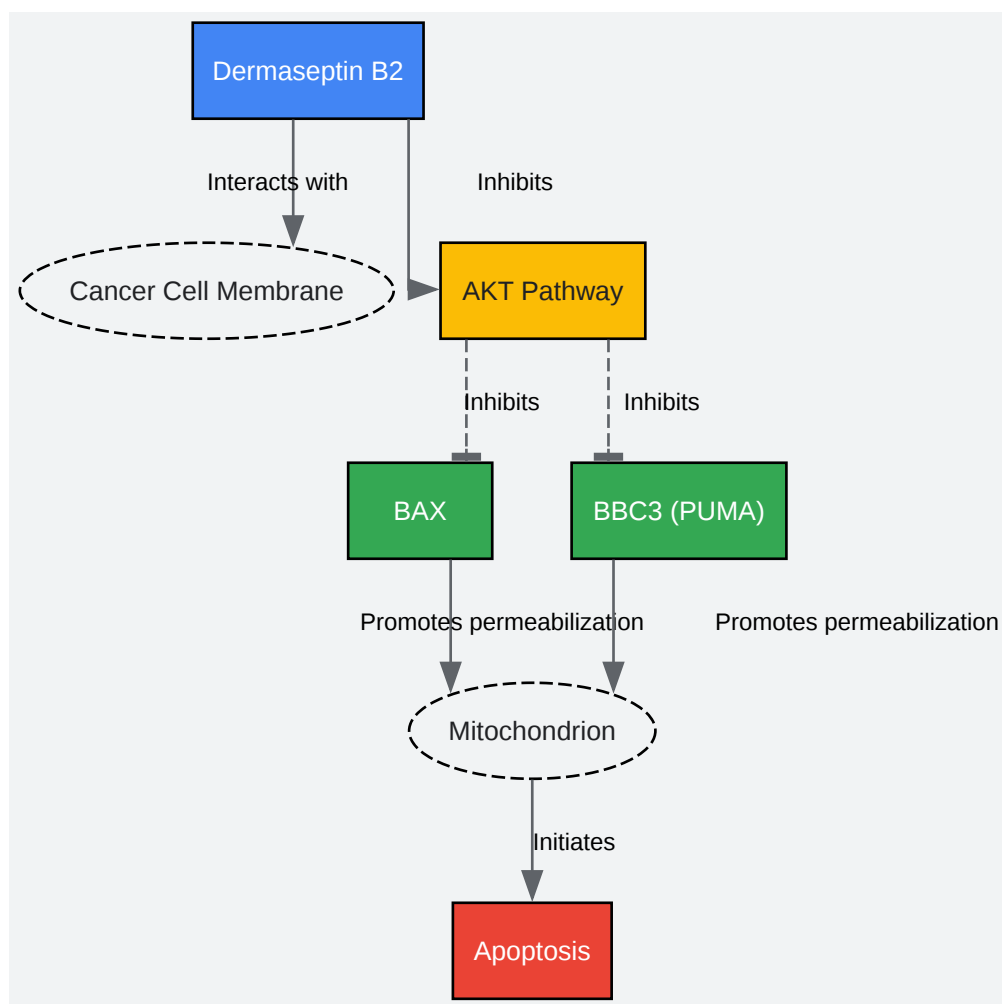 Dermaseptin B2
Interacts with
Inhibits
Cancer Cell Membrane
AKT Pathway
Inhibits
Inhibits
BAX
BBC3 (PUMA)
Promotes permeabilization
Promotes permeabilization
Mitochondrion
Initiates
Apoptosis